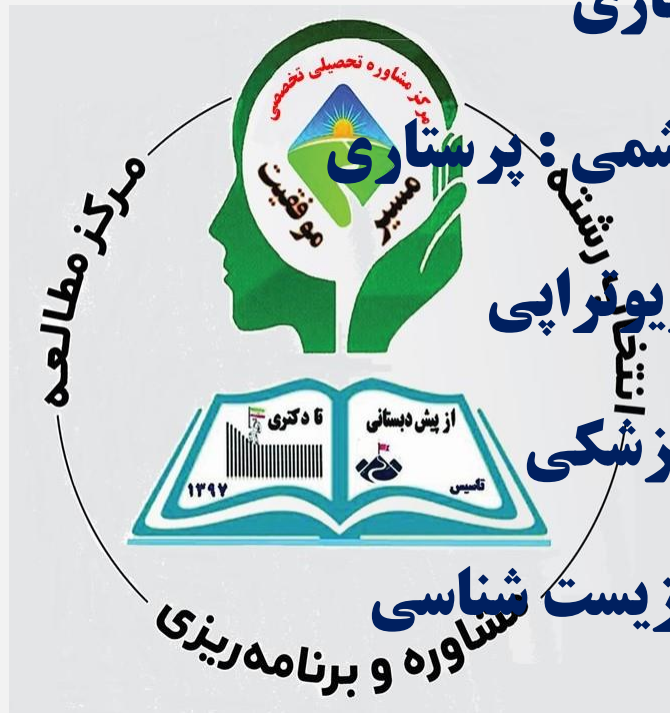 مرکز مشاوره تحصیلی تخصصی
مسیر
موفقیت
پرستاری
زیست شناسی
از پیش دبستانی
تا دکتری
تاسیس
۱۳۹۷
مرکز مطالعه
مشاوره و برنامه‌ریزی
انتخاب رشته